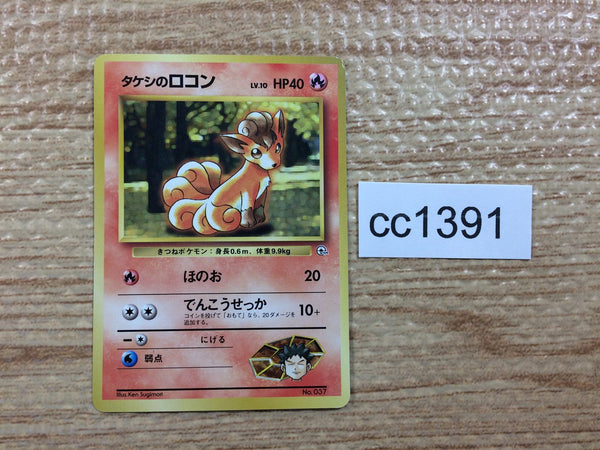 タケシのロコン LV.10 HP40
きつねポケモン：身長0.6m、体重9.9kg
ほのお 20
でんこうせっか 10+
コインを投げて「おもて」なら、20ダメージを
追加する。
にげる
弱点
Illus. Ken Sugimori No. 037
cc1391